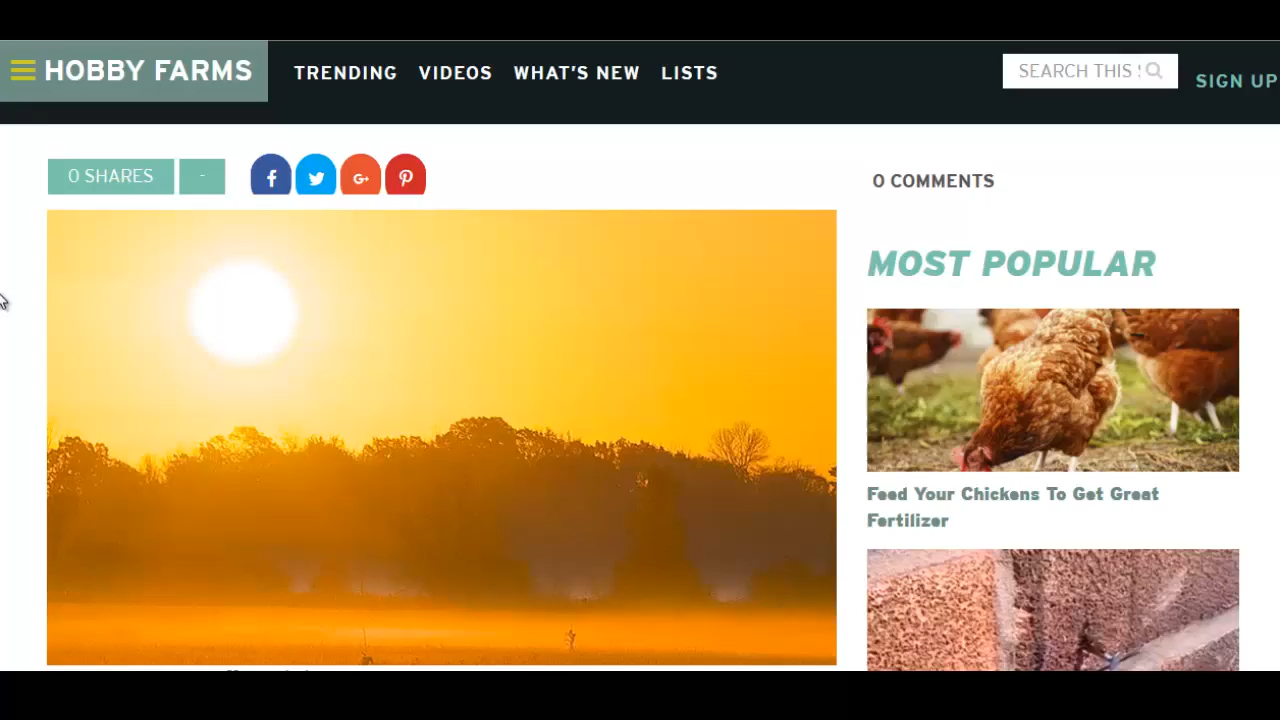 HOBBY FARMS
TRENDING VIDEOS WHAT'S NEW LISTS
SEARCH THIS
SIGN UP
0 SHARES
-
0 COMMENTS
MOST POPULAR
Feed Your Chickens To Get Great
Fertilizer